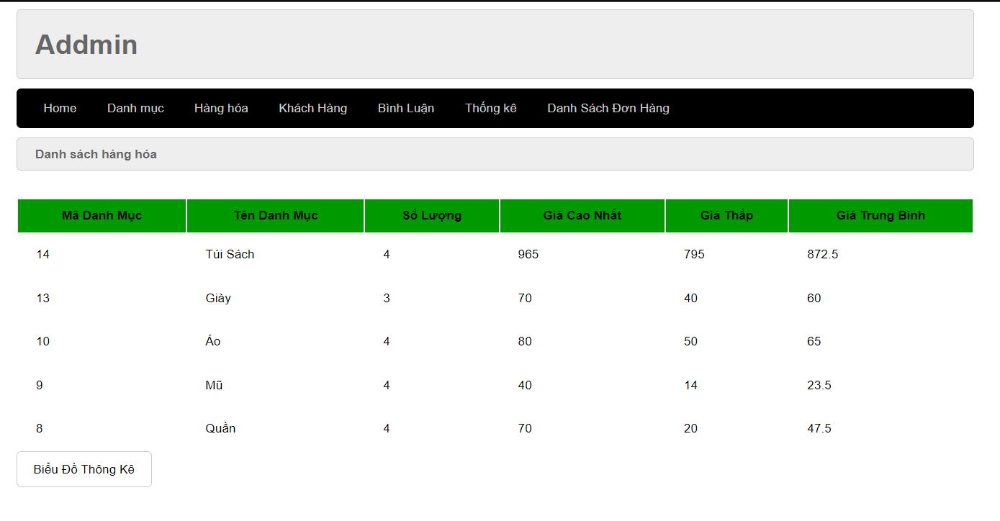 Addmin
Home Danh mục Hàng hóa Khách Hàng Bình Luận Thống kê Danh Sách Đơn Hàng
Danh sách hàng hóa
Mã Danh Mục Tên Danh Mục Số Lượng Giá Cao Nhất Giá Thấp Giá Trung Bình
14 Túi Sách 4 965 795 872.5
13 Giày 3 70 40 60
10 Áo 4 80 50 65
9 Mũ 4 40 14 23.5
8 Quần 4 70 20 47.5
Biểu Đồ Thông Kê